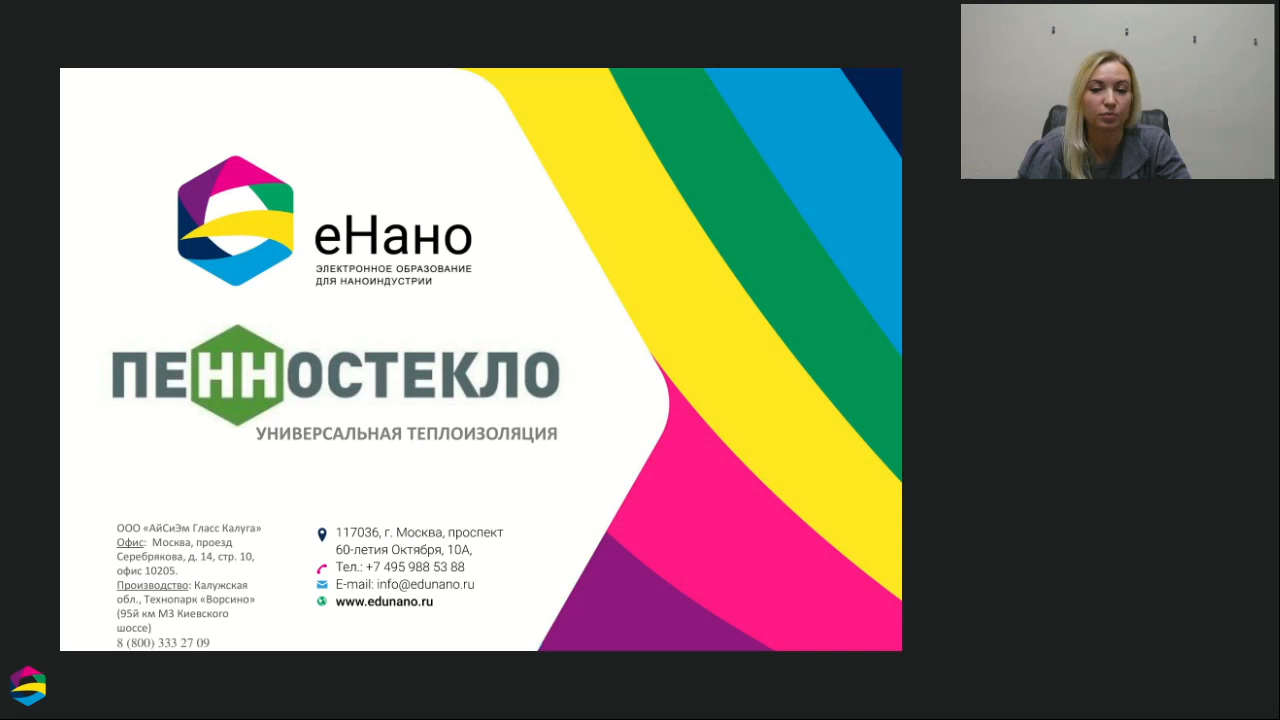 еНано
ЭЛЕКТРОННОЕ ОБРАЗОВАНИЕ
ДЛЯ НАНОИНДУСТРИИ
ПЕННОСТЕКЛО
УНИВЕРСАЛЬНАЯ ТЕПЛОИЗОЛЯЦИЯ
ООО «АйСиЭм Гласс Калуга»
Офис: Москва, проезд
Серебрякова, д. 14, стр. 10,
офис 10205.
Производство: Калужская
обл., Технопарк «Ворсино»
(95й км М3 Киевского
шоссе)
8 (800) 333 27 09
117036, г. Москва, проспект
60-летия Октября, 10А,
Тел.: +7 495 988 53 88
E-mail: info@edunano.ru
www.edunano.ru